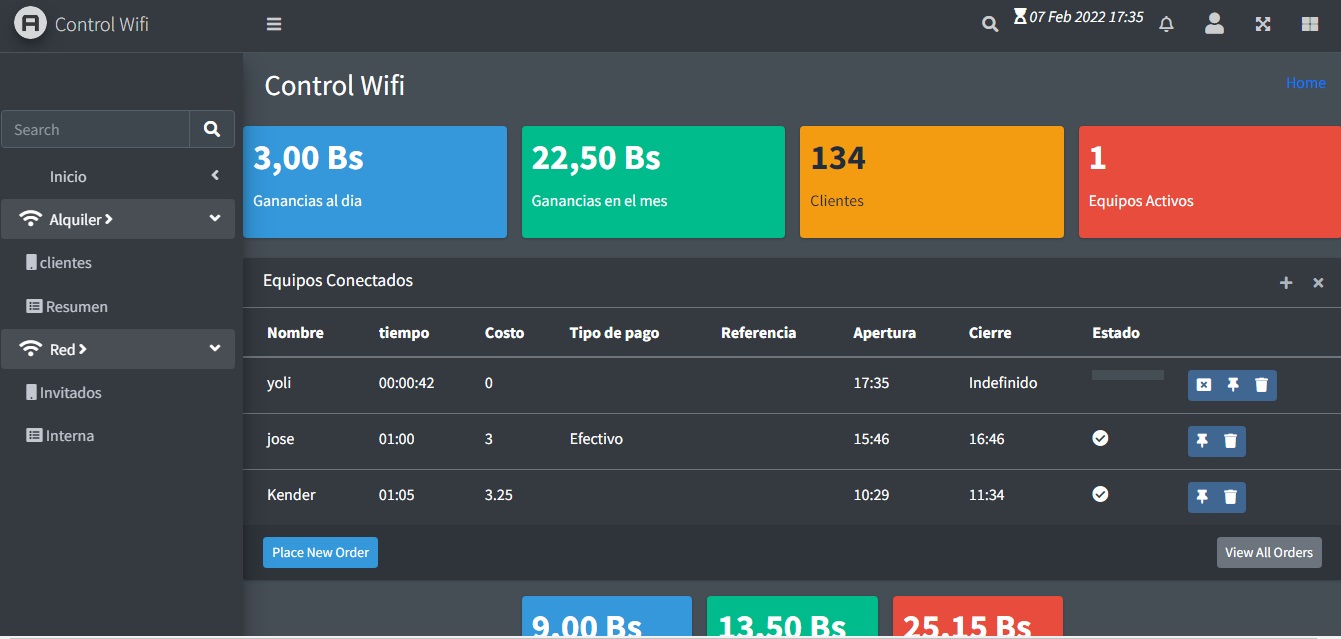 Control Wifi
07 Feb 2022 17:35
Control Wifi
Home
Search
Inicio
Alquiler
clientes
Resumen
Red
Invitados
Interna
3,00 Bs
Ganancias al dia
22,50 Bs
Ganancias en el mes
134
Clientes
1
Equipos Activos
Equipos Conectados
Nombre tiempo Costo Tipo de pago Referencia Apertura Cierre Estado
yoli 00:00:42 0 17:35 Indefinido
jose 01:00 3 Efectivo 15:46 16:46
Kender 01:05 3.25 10:29 11:34
Place New Order View All Orders
9,00 Bs 13,50 Bs 25,15 Bs